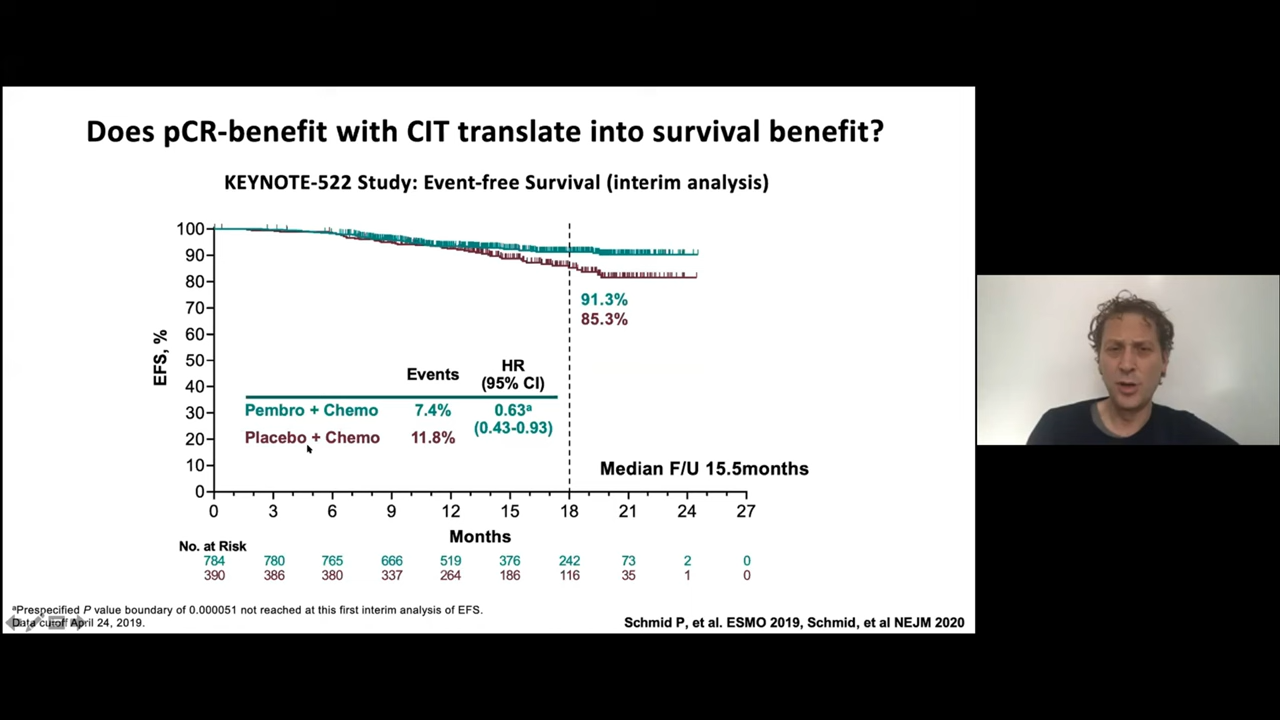 Does pCR-benefit with CIT translate into survival benefit?
KEYNOTE-522 Study: Event-free Survival (interim analysis)
100
90
80
70
60
50
40
30
20
10
0
EFS, %
91.3%
85.3%
Events
HR
(95% CI)
Pembro + Chemo 7.4% 0.63ᵃ
(0.43-0.93)
Placebo + Chemo 11.8%
Median F/U 15.5months
0 3 6 9 12 15 18 21 24 27
Months
No. at Risk
784 780 765 666 519 376 242 73 2 0
390 386 380 337 264 186 116 35 1 0
ᵃPrespecified P value boundary of 0.000051 not reached at this first interim analysis of EFS.
Data cutoff April 24, 2019.
Schmid P, et al. ESMO 2019, Schmid, et al NEJM 2020